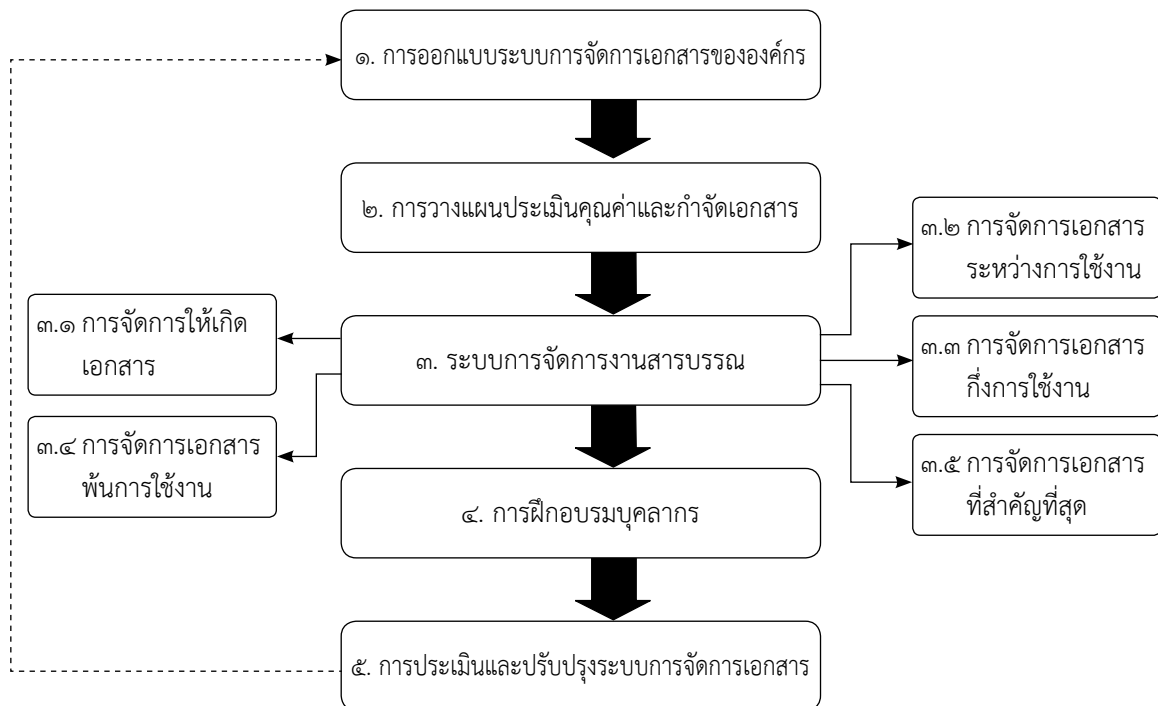 ๑. การออกแบบระบบการจัดการเอกสารขององค์กร
๒. การวางแผนประเมินคุณค่าและกำจัดเอกสาร
๓. ระบบการจัดการงานสารบรรณ
๓.๑ การจัดการให้เกิด
เอกสาร
๓.๒ การจัดการเอกสาร
ระหว่างการใช้งาน
๓.๓ การจัดการเอกสาร
กึ่งการใช้งาน
๓.๔ การจัดการเอกสาร
พ้นการใช้งาน
๓.๕ การจัดการเอกสาร
ที่สำคัญที่สุด
๔. การฝึกอบรมบุคลากร
๕. การประเมินและปรับปรุงระบบการจัดการเอกสาร